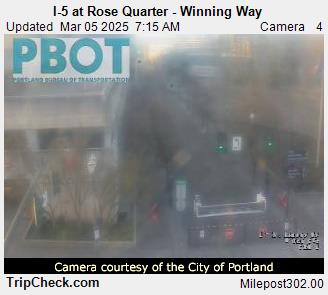 I-5 at Rose Quarter - Winning Way
Updated Mar 05 2025 7:15 AM Camera 4
PBOT
PORTLAND BUREAU OF TRANSPORTATION
Camera courtesy of the City of Portland
TripCheck.com Milepost302.00